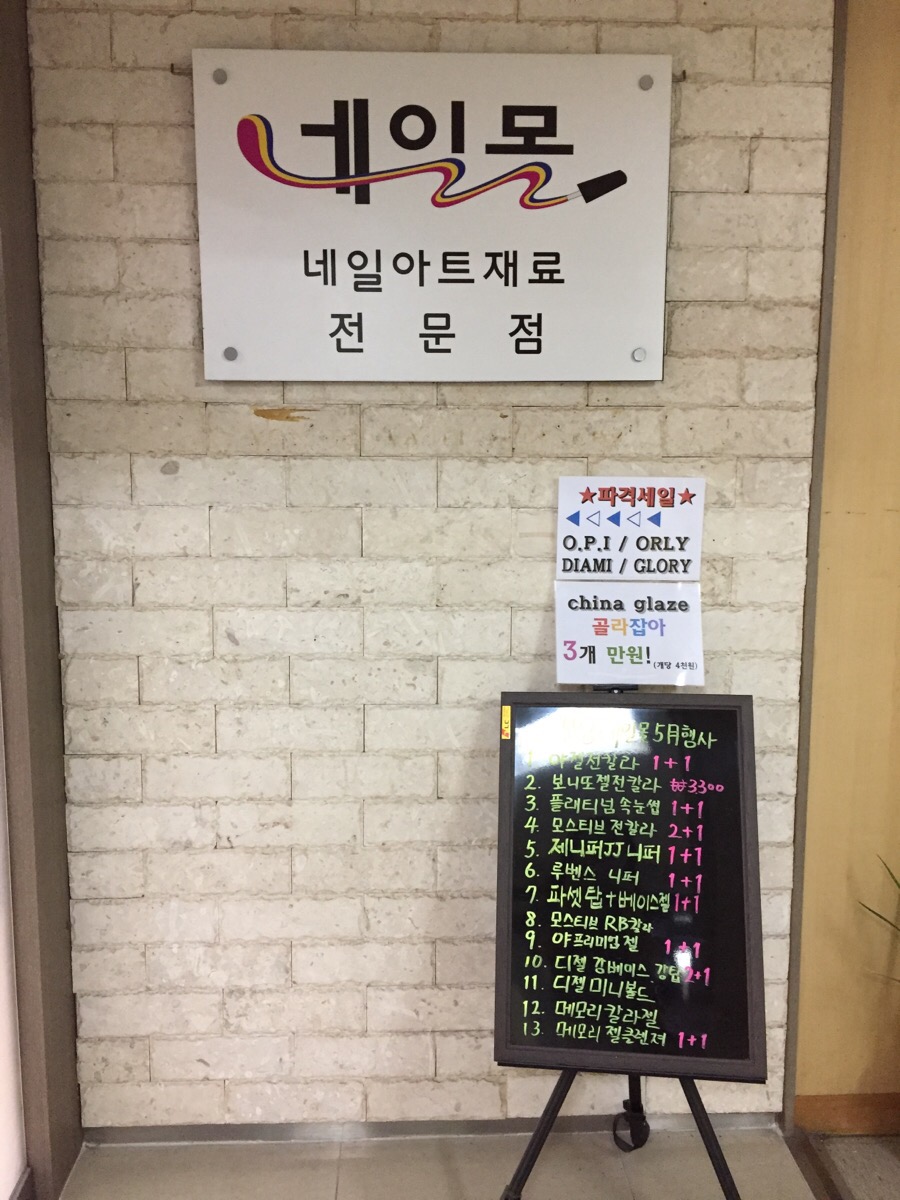 네일몰
네일아트재료
전 문 점
★파격세일★
O.P.I / ORLY
DIAMI / GLORY
china glaze
골라잡아
3개 만원!(개당 4천원)
5月행사
1. 야젤전칼라 1+1
2. 보니또젤전칼라 ₩3300
3. 플래티넘속눈썹 1+1
4. 모스티브 전칼라 2+1
5. 제니퍼JJ니퍼 1+1
6. 루벤스 니퍼 1+1
7. 파셋탑+베이스젤 1+1
8. 모스티브 RB칼라
9. 야프리미엄젤 1+1
10. 디젤 강베이스 강탑 2+1
11. 디젤미니볼드
12. 메모리칼라젤
13. 메모리 젤클렌져 1+1